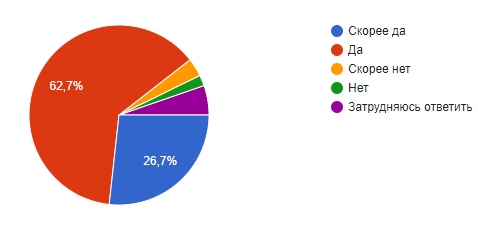 62,7%
26,7%
Скорее да
Да
Скорее нет
Нет
Затрудняюсь ответить